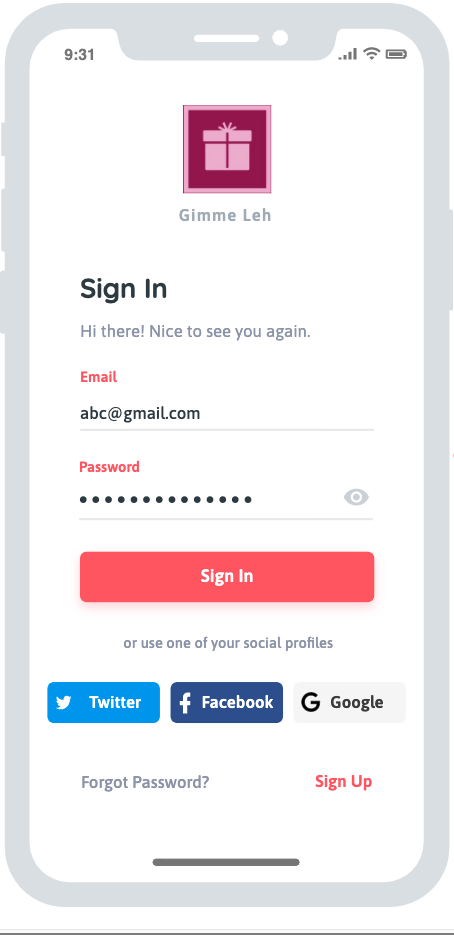 9:31
Gimme Leh
Sign In
Hi there! Nice to see you again.
Email
abc@gmail.com
Password
Sign In
or use one of your social profiles
Twitter
Facebook
Google
Forgot Password?
Sign Up